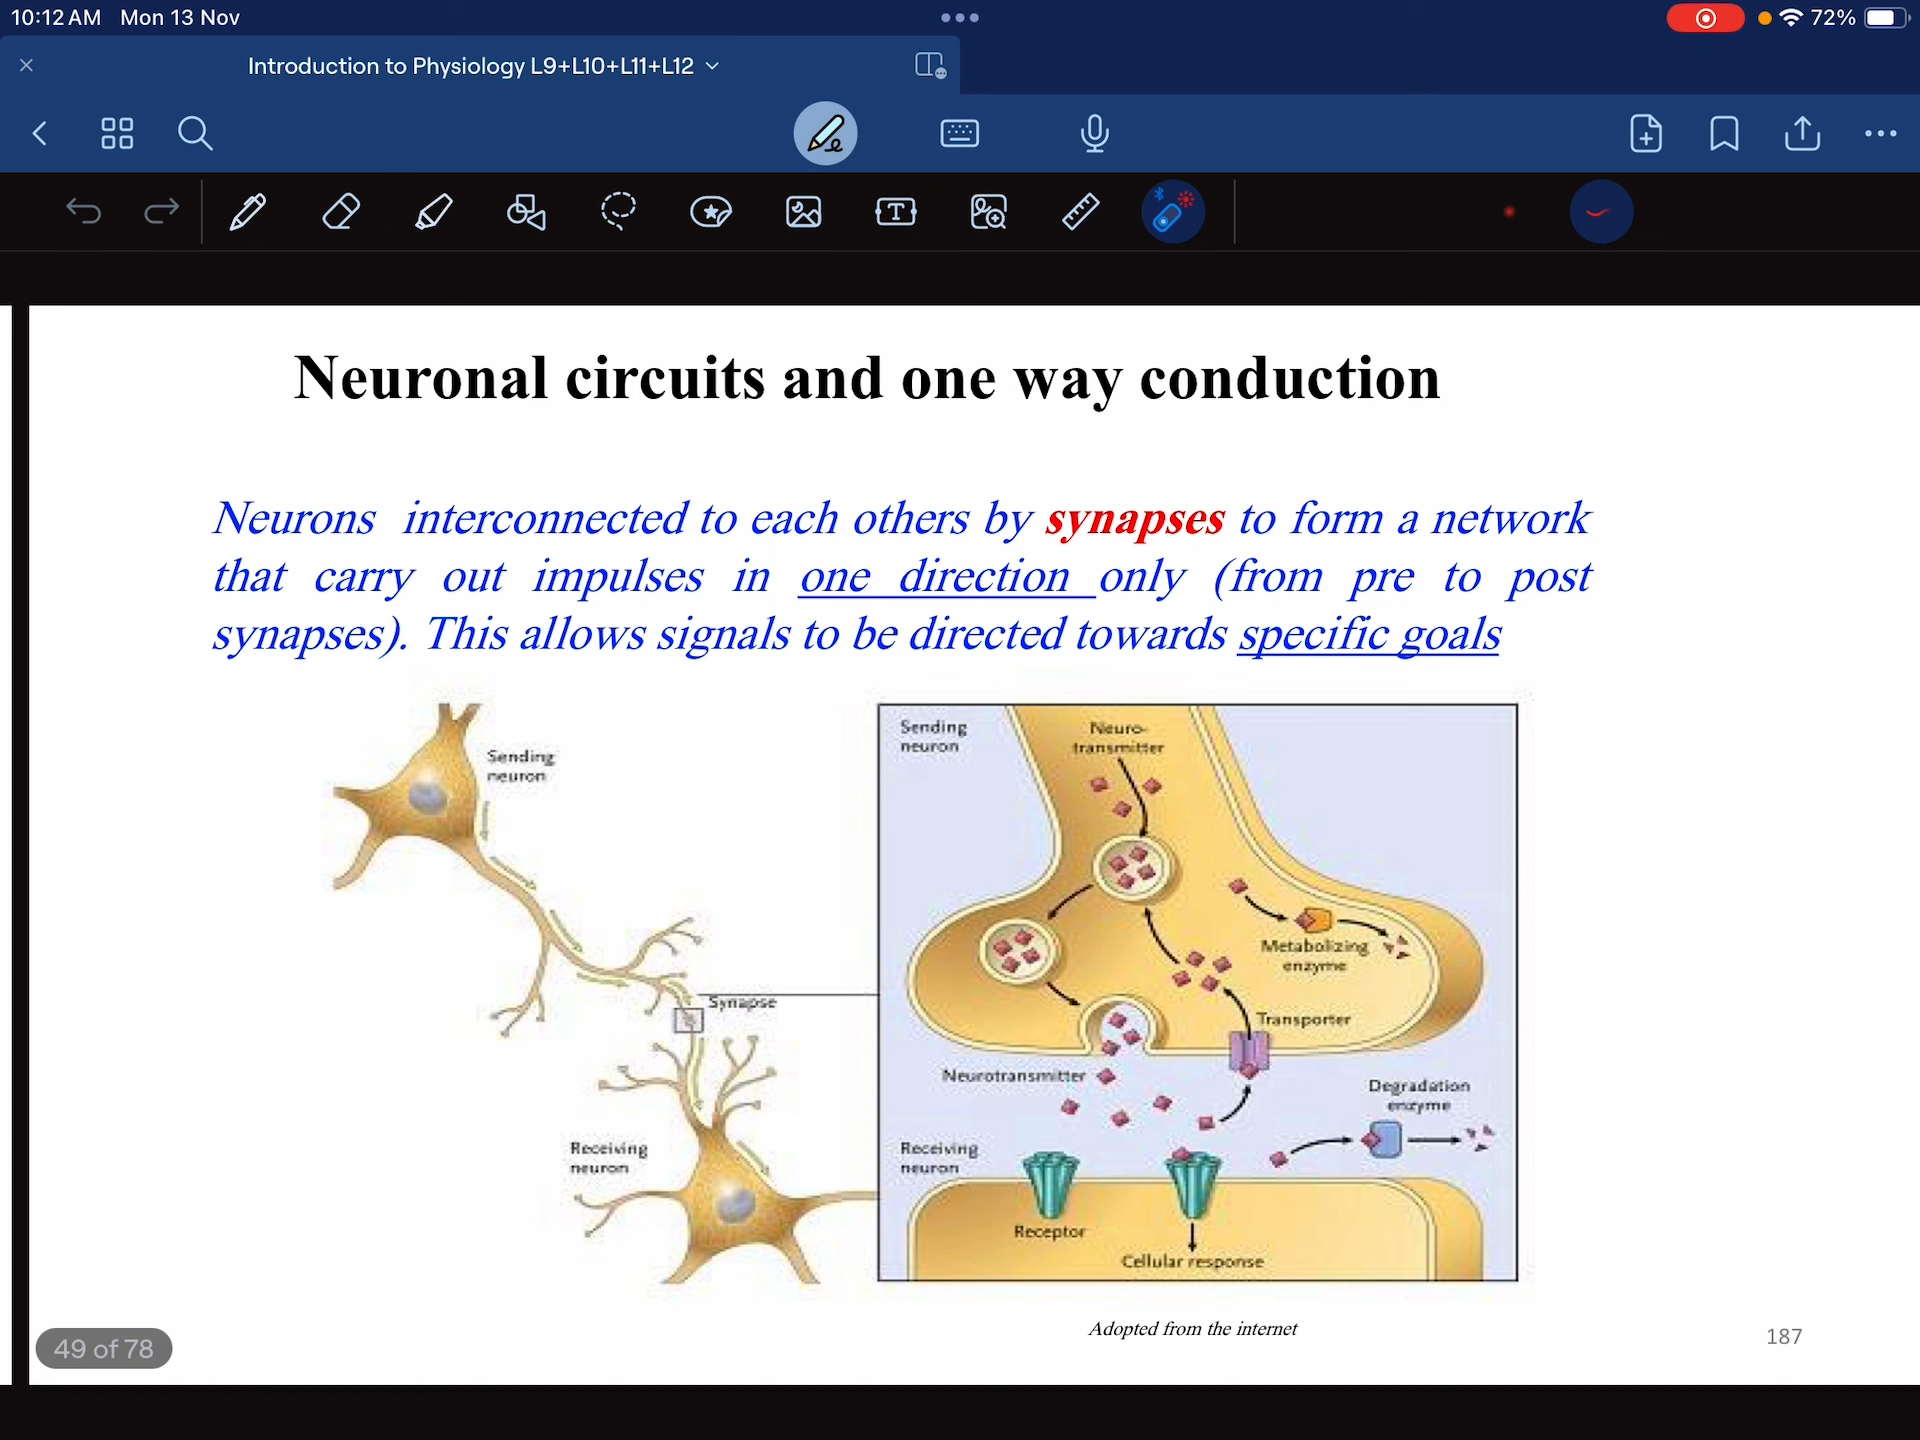 10:12 AM Mon 13 Nov
72%
Introduction to Physiology L9+L10+L11+L12
Neuronal circuits and one way conduction
Neurons interconnected to each others by synapses to form a network
that carry out impulses in one direction only (from pre to post
synapses). This allows signals to be directed towards specific goals
Sending
neuron
Synapse
Receiving
neuron
Sending
neuron
Neuro-
transmitter
Metabolizing
enzyme
Transporter
Neurotransmitter
Degradation
enzyme
Receiving
neuron
Receptor
Cellular response
Adopted from the internet
49 of 78
187